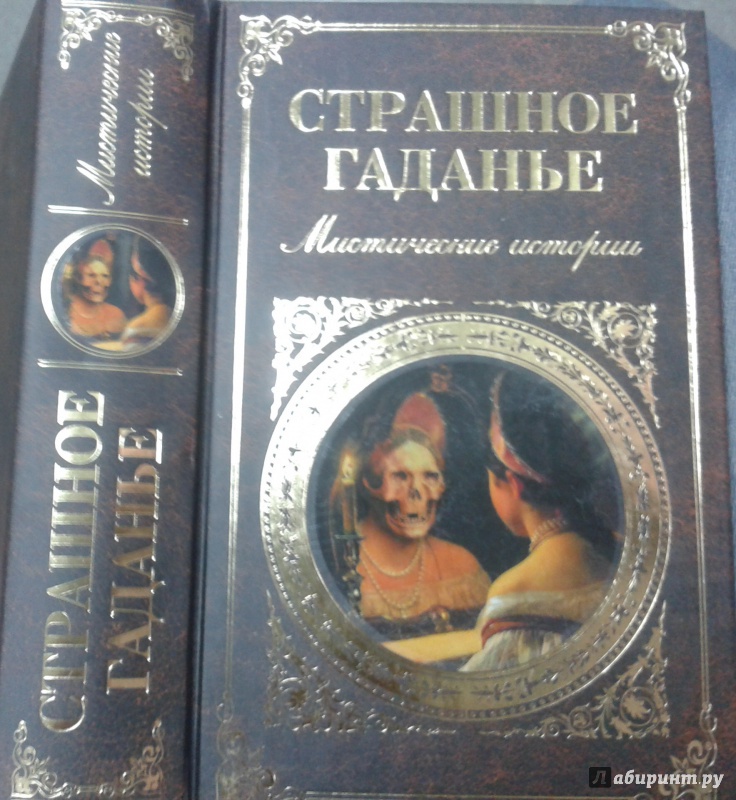 Мистические
истории
СТРАШНОЕ
ГАДАНЬЕ
СТРАШНОЕ
ГАДАНЬЕ
Мистические истории
Лабиринт.ру